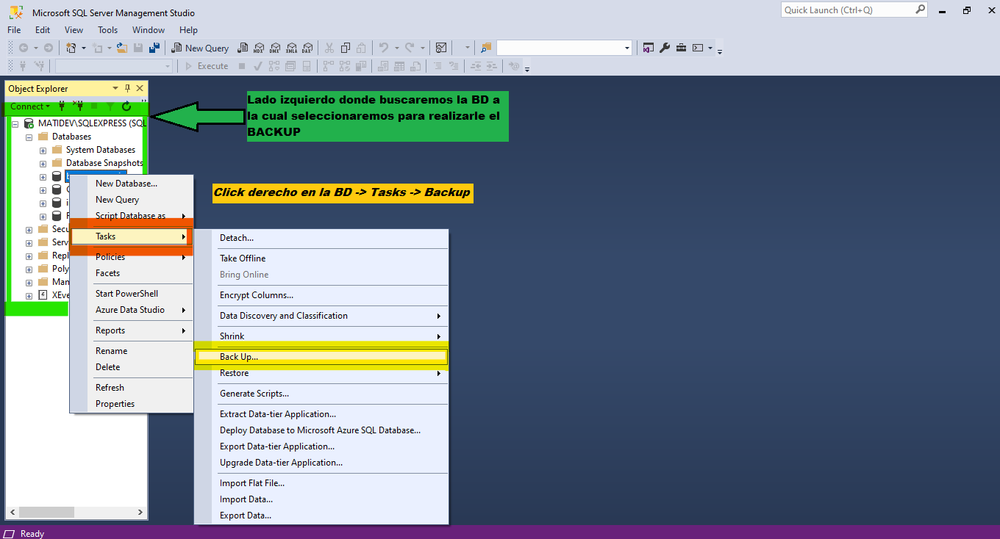 Microsoft SQL Server Management Studio
Quick Launch (Ctrl+Q)
File Edit View Tools Window Help
New Query
MDX DMX XMLA DAX
Execute
Object Explorer
Connect
Lado izquierdo donde buscaremos la BD a
la cual seleccionaremos para realizarle el
BACKUP
MATIDEV\SQLEXPRESS (SQL
Databases
System Databases
Database Snapshots
Click derecho en la BD -> Tasks -> Backup
New Database...
New Query
Script Database as
Tasks
Policies
Facets
Start PowerShell
Azure Data Studio
Reports
Rename
Delete
Refresh
Properties
Detach...
Take Offline
Bring Online
Encrypt Columns...
Data Discovery and Classification
Shrink
Back Up...
Restore
Generate Scripts...
Extract Data-tier Application...
Deploy Database to Microsoft Azure SQL Database...
Export Data-tier Application...
Upgrade Data-tier Application...
Import Flat File...
Import Data...
Export Data...
Secu
Serv
Repl
Poly
Man
XEve
Ready